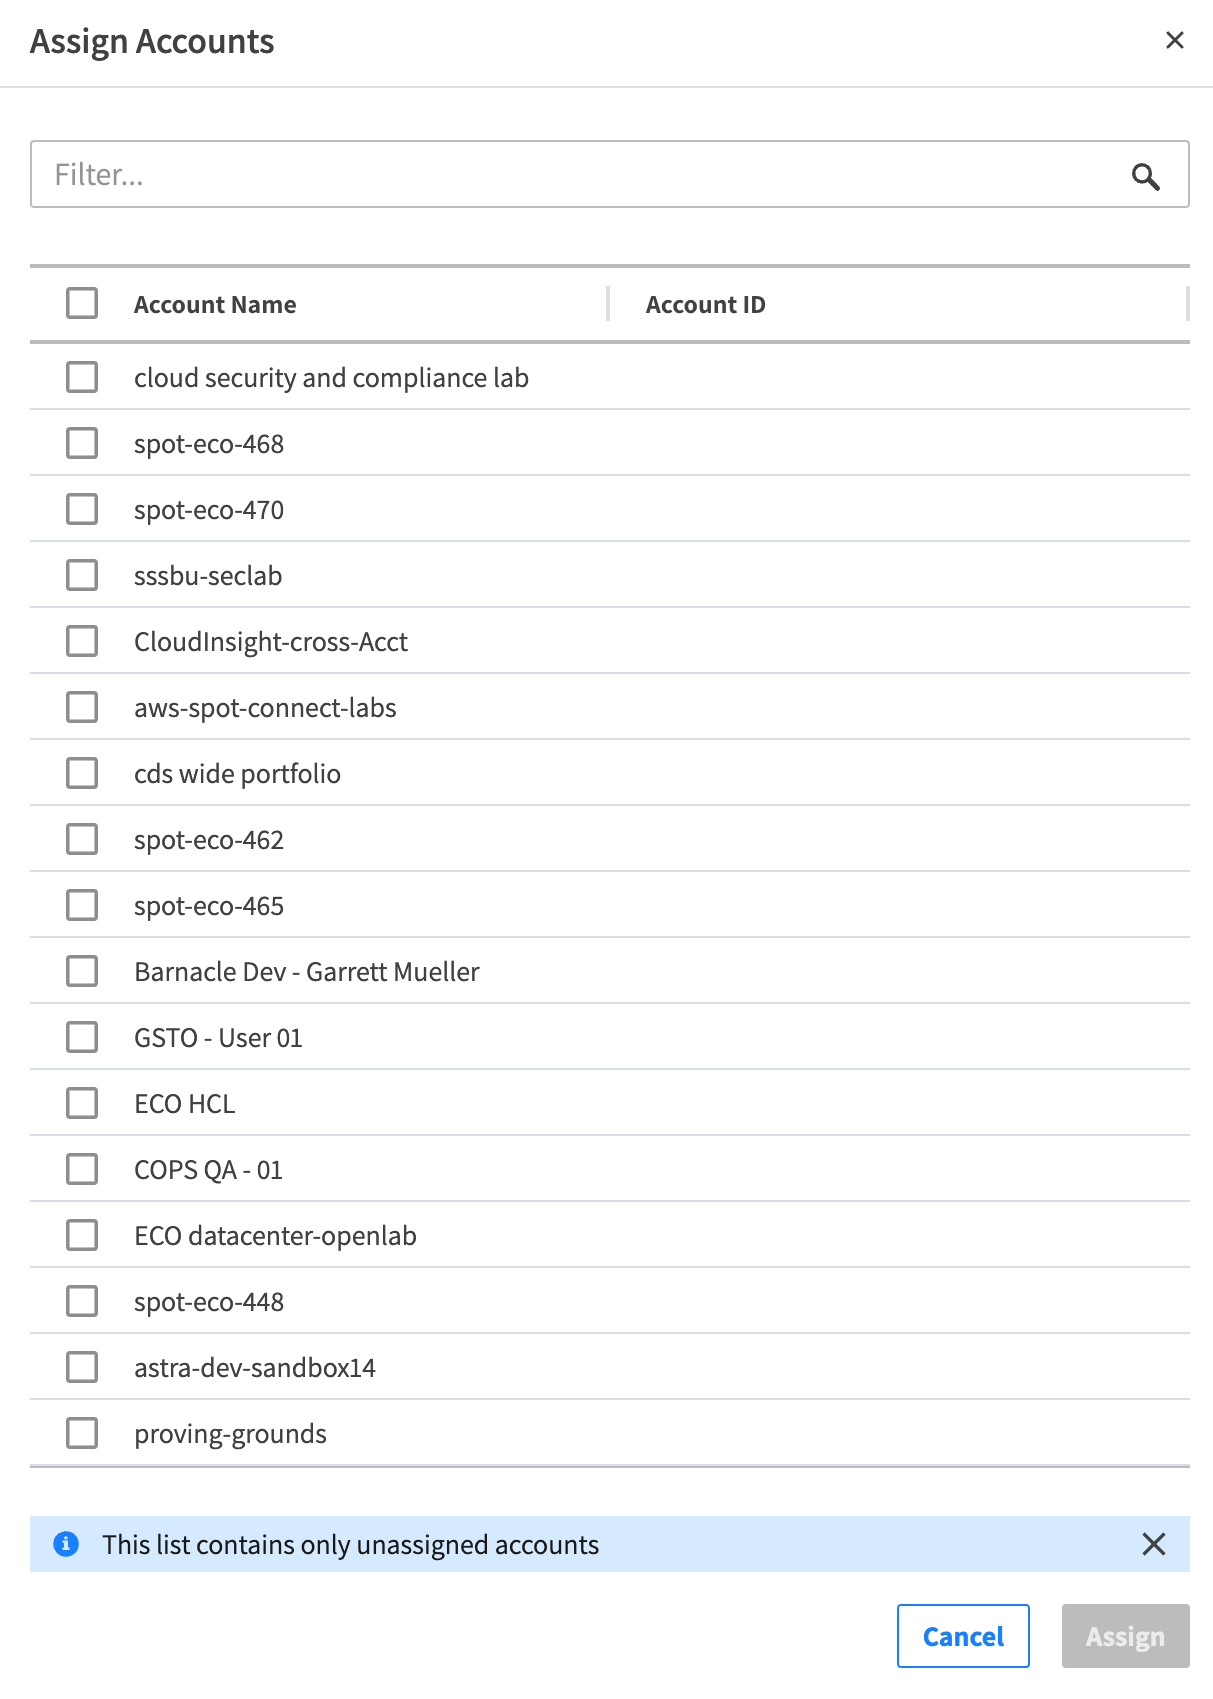 Assign Accounts
Filter...
Account Name Account ID
cloud security and compliance lab
spot-eco-468
spot-eco-470
sssbu-seclab
CloudInsight-cross-Acct
aws-spot-connect-labs
cds wide portfolio
spot-eco-462
spot-eco-465
Barnacle Dev - Garrett Mueller
GSTO - User 01
ECO HCL
COPS QA - 01
ECO datacenter-openlab
spot-eco-448
astra-dev-sandbox14
proving-grounds
This list contains only unassigned accounts
Cancel Assign